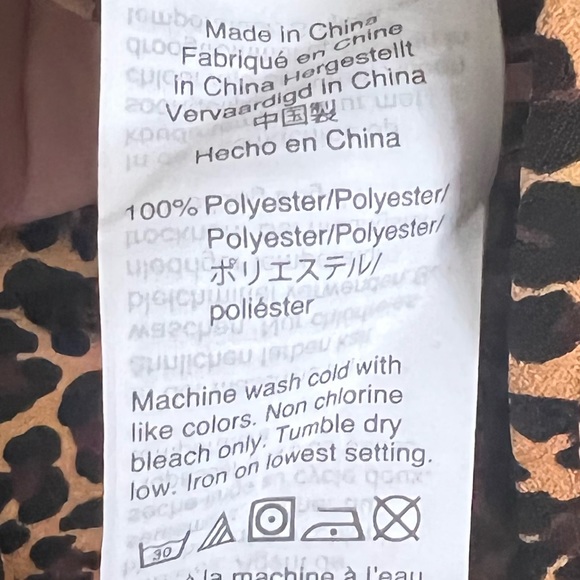 Made in China
Fabriqué en Chine
in China Hergestellt
Vervaardigd in China
中国製
Hecho en China
100% Polyester/Polyester/
Polyester/Polyester/
ポリエステル/
poliéster
Machine wash cold with
like colors. Non chlorine
bleach only. Tumble dry
low. Iron on lowest setting.
30
la machine à l'eau